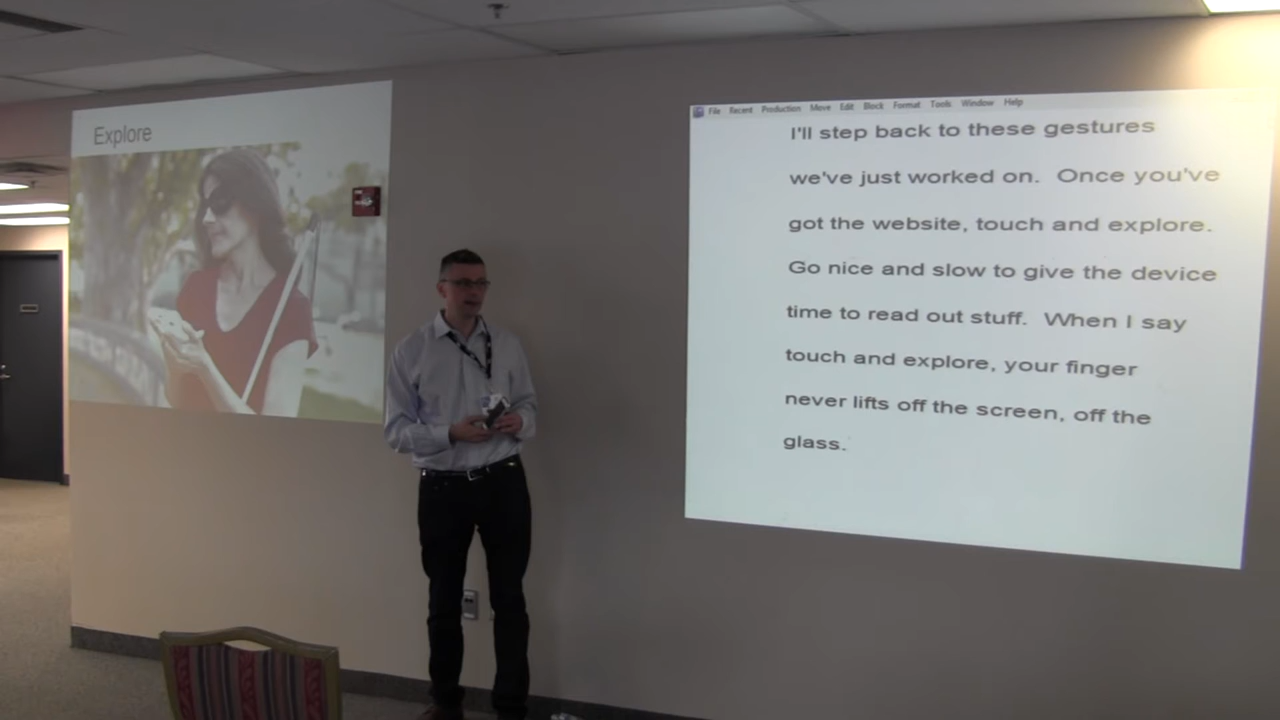 Explore
File Recent Production Move Edit Block Format Tools Window Help
I'll step back to these gestures
we've just worked on.  Once you've
got the website, touch and explore.
Go nice and slow to give the device
time to read out stuff.  When I say
touch and explore, your finger
never lifts off the screen, off the
glass.